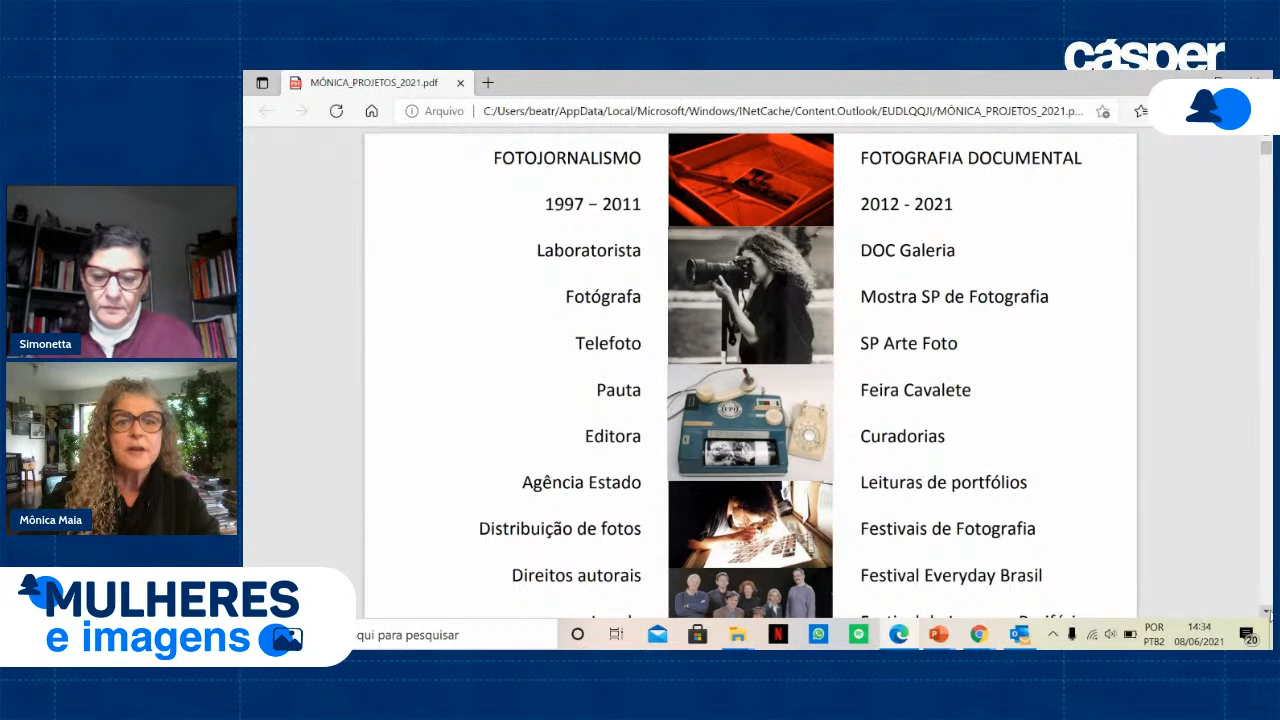 cásper
MÔNICA_PROJETOS_2021.pdf
Arquivo
C:/Users/beatr/AppData/Local/Microsoft/Windows/INetCache/Content.Outlook/EUDLQQJI/MÔNICA_PROJETOS_2021.p...
FOTOJORNALISMO
1997 – 2011
Laboratorista
Fotógrafa
Telefoto
Pauta
Editora
Agência Estado
Distribuição de fotos
Direitos autorais
UPI
FOTOGRAFIA DOCUMENTAL
2012 - 2021
DOC Galeria
Mostra SP de Fotografia
SP Arte Foto
Feira Cavalete
Curadorias
Leituras de portfólios
Festivais de Fotografia
Festival Everyday Brasil
Simonetta
Mônica Maia
MULHERES
e imagens
qui para pesquisar
POR
PTB2
14:34
08/06/2021
20